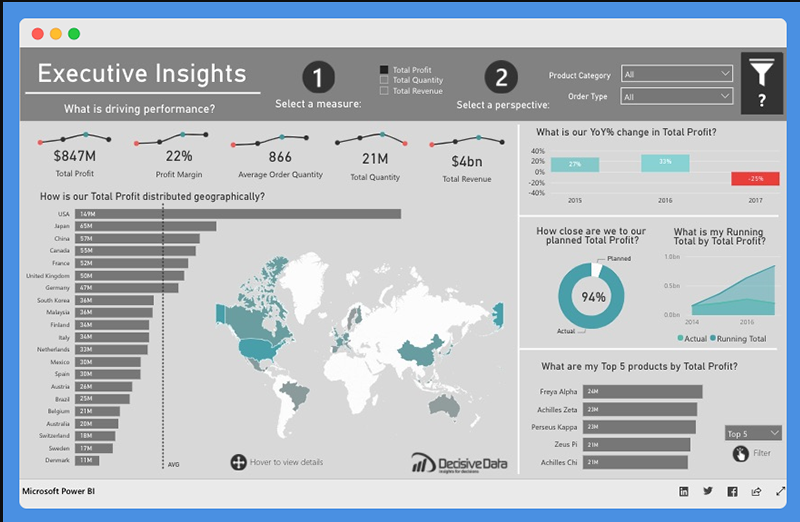 Executive Insights
What is driving performance?
1
Select a measure:
Total Profit
Total Quantity
Total Revenue
2
Select a perspective:
Product Category
All
Order Type
All
?
$847M
Total Profit
22%
Profit Margin
866
Average Order Quantity
21M
Total Quantity
$4bn
Total Revenue
What is our YoY% change in Total Profit?
40%
20%
0%
-20%
-40%
27%
33%
-25%
2015
2016
2017
How is our Total Profit distributed geographically?
USA 149M
Japan 65M
China 57M
Canada 55M
France 52M
United Kingdom 50M
Germany 47M
South Korea 36M
Malaysia 36M
Finland 34M
Italy 34M
Netherlands 33M
Mexico 30M
Spain 30M
Austria 26M
Brazil 25M
Belgium 21M
Australia 20M
Switzerland 18M
Sweden 17M
Denmark 11M
AVG
Hover to view details
DecisiveData
insights for decisions
How close are we to our
planned Total Profit?
Planned
94%
Actual
What is my Running
Total by Total Profit?
1.0bn
0.5bn
0.0bn
2014
2016
Actual
Running Total
What are my Top 5 products by Total Profit?
Freya Alpha 24M
Achilles Zeta 23M
Perseus Kappa 23M
Zeus Pi 21M
Achilles Chi 21M
Top 5
Filter
Microsoft Power BI